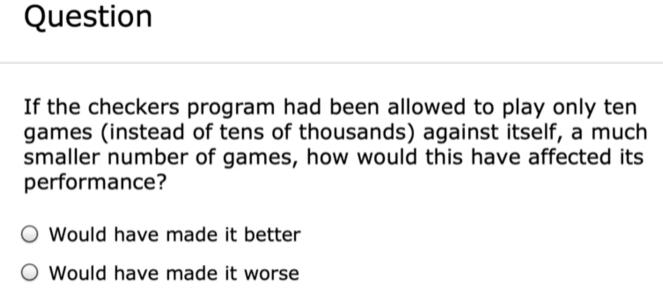 Question
If the checkers program had been allowed to play only ten
games (instead of tens of thousands) against itself, a much
smaller number of games, how would this have affected its
performance?
Would have made it better
Would have made it worse